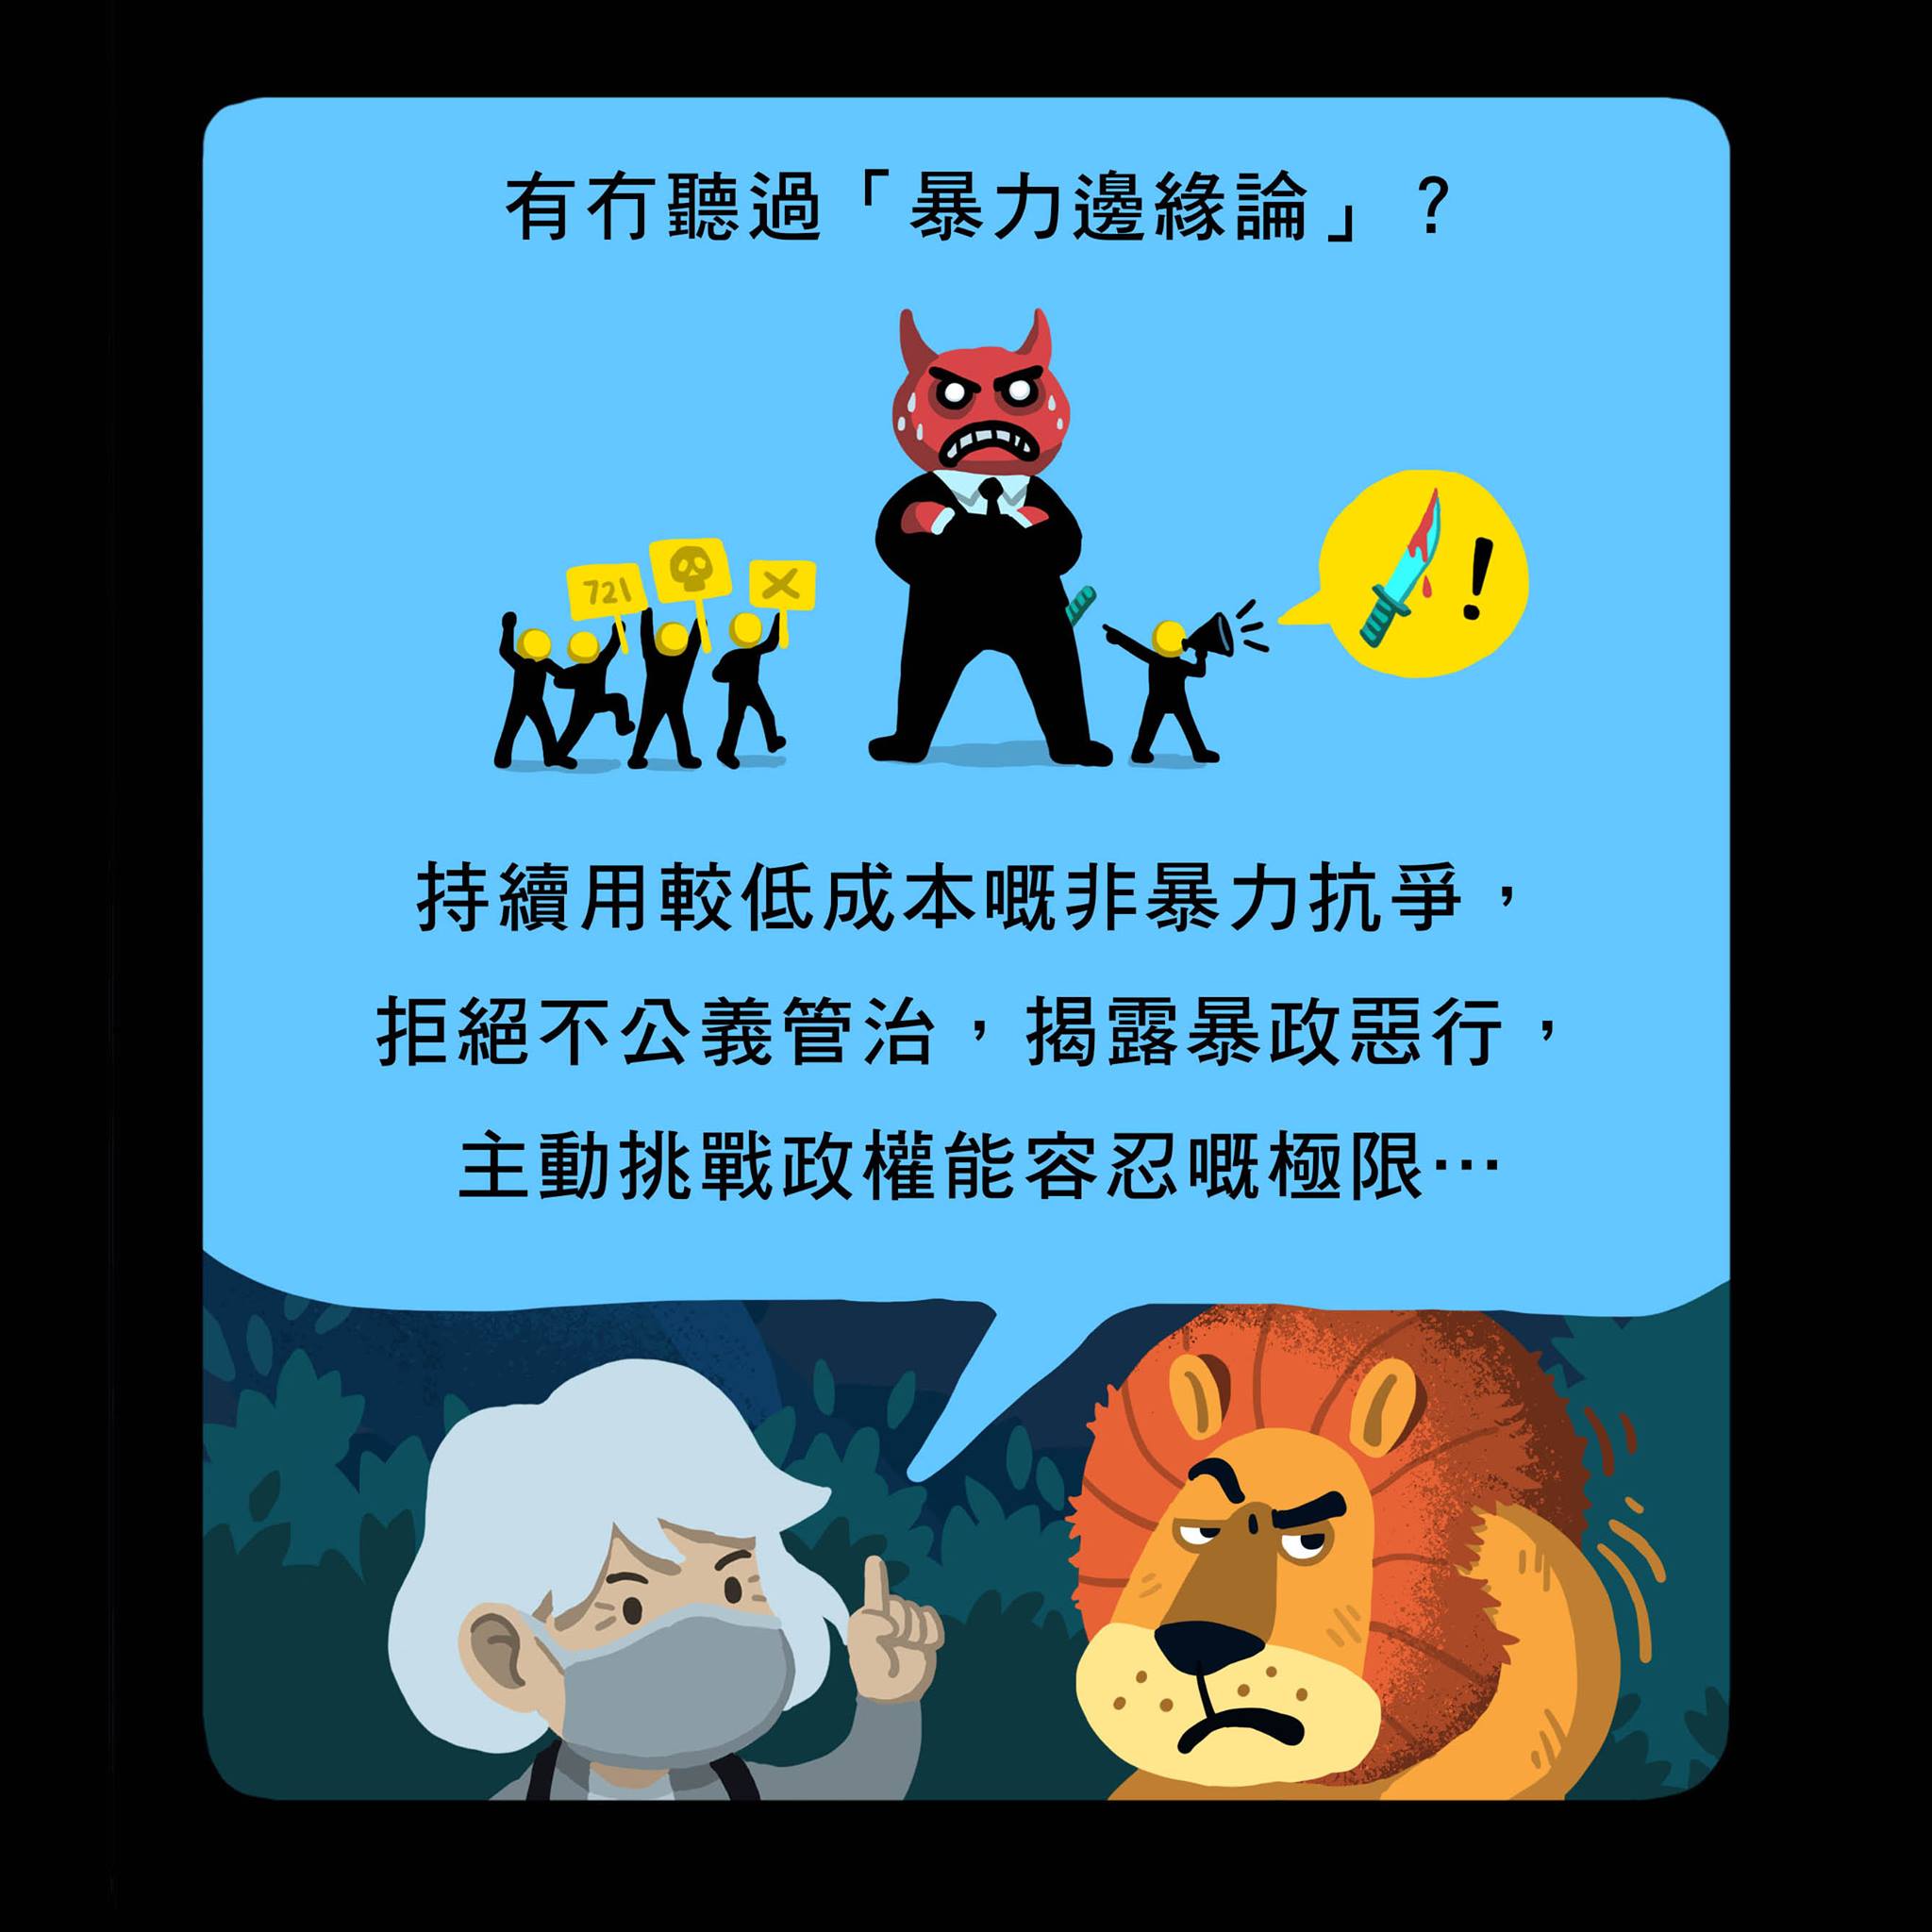 有冇聽過「暴力邊緣論」？
721
!
持續用較低成本嘅非暴力抗爭，
拒絕不公義管治，揭露暴政惡行，
主動挑戰政權能容忍嘅極限⋯